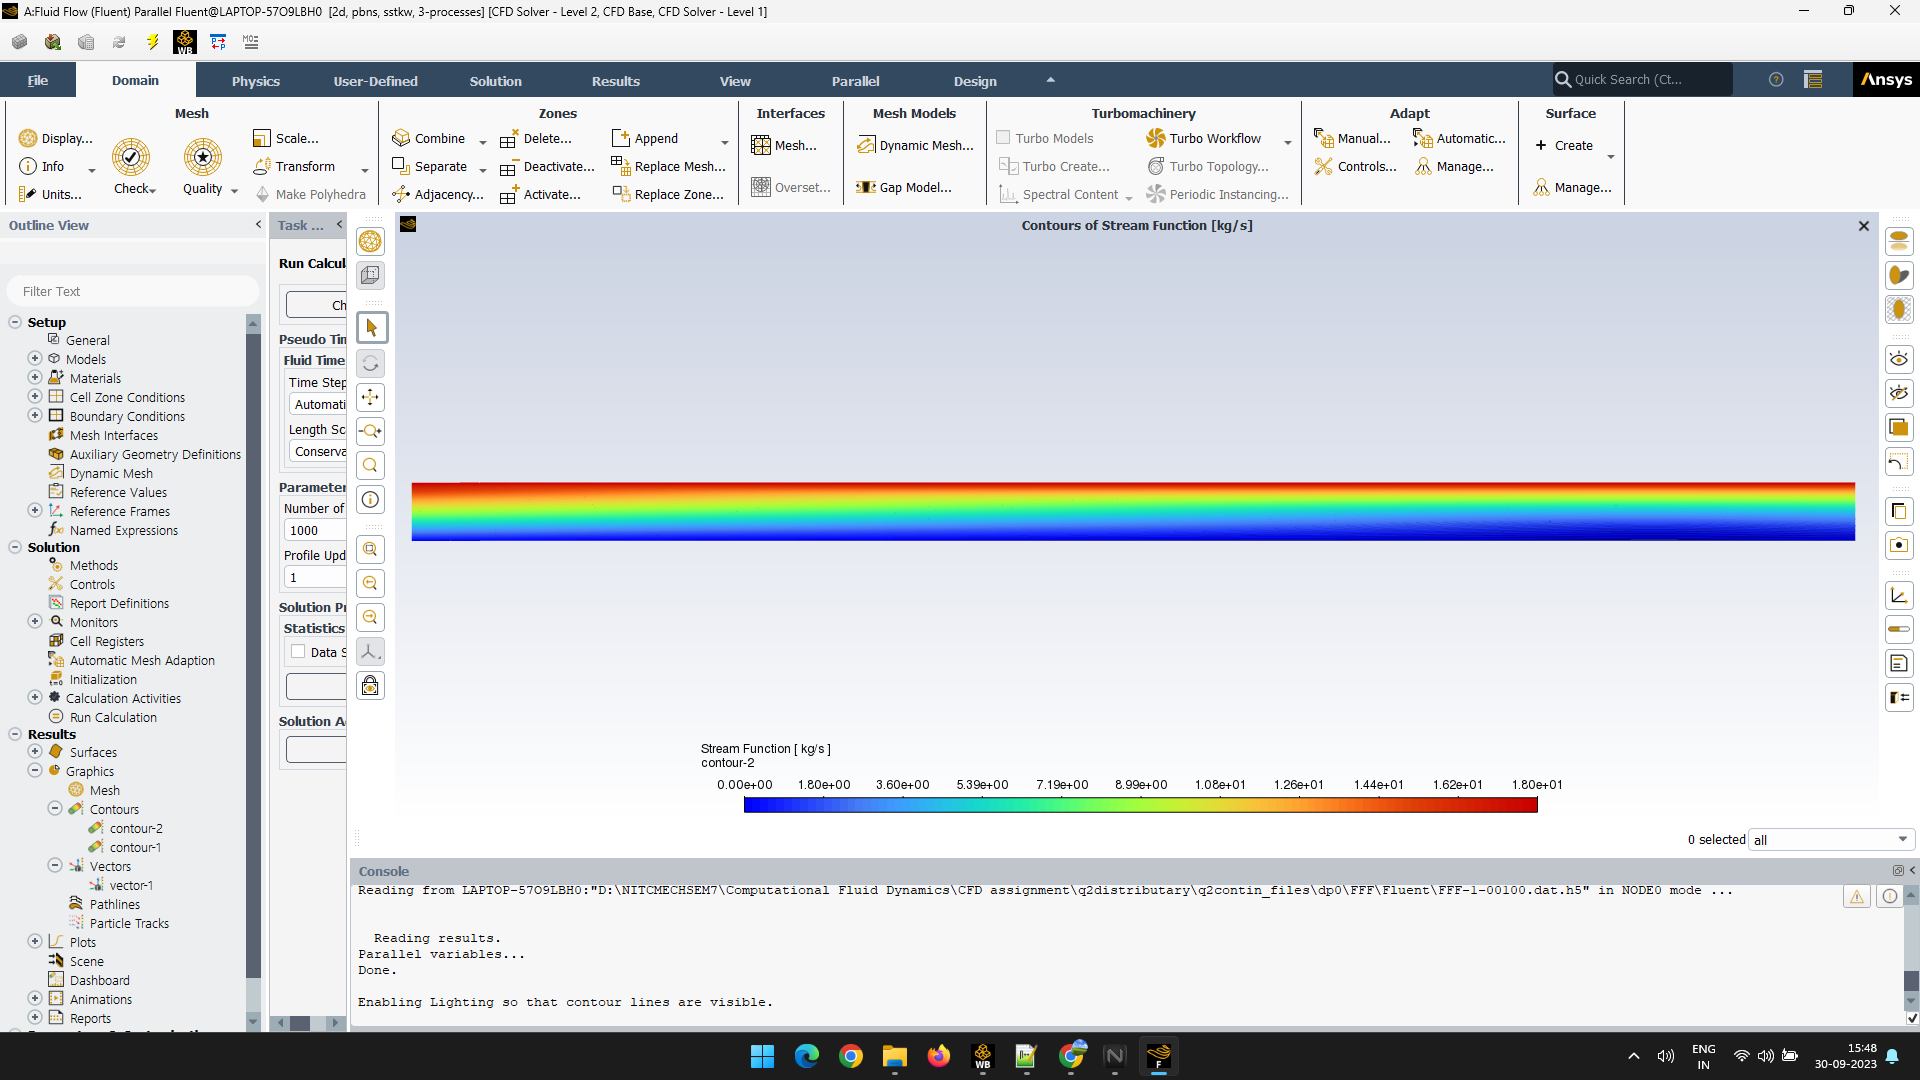 A:Fluid Flow (Fluent) Parallel Fluent@LAPTOP-57O9LBH0 [2d, pbns, sstkw, 3-processes] [CFD Solver - Level 2, CFD Base, CFD Solver - Level 1]
WB
File Domain Physics User-Defined Solution Results View Parallel Design Quick Search (Ct... Ansys
Mesh
Display...
Info
Units...
Check
Quality
Scale...
Transform
Make Polyhedra
Zones
Combine
Separate
Adjacency...
Delete...
Deactivate...
Activate...
Append
Replace Mesh...
Replace Zone...
Interfaces
Mesh...
Overset...
Mesh Models
Dynamic Mesh...
Gap Model...
Turbomachinery
Turbo Models
Turbo Create...
Spectral Content
Turbo Workflow
Turbo Topology...
Periodic Instancing...
Adapt
Manual...
Controls...
Automatic...
Manage...
Surface
Create
Manage...
Outline View
Filter Text
Setup
General
Models
Materials
Cell Zone Conditions
Boundary Conditions
Mesh Interfaces
Auxiliary Geometry Definitions
Dynamic Mesh
Reference Values
Reference Frames
Named Expressions
Solution
Methods
Controls
Report Definitions
Monitors
Cell Registers
Automatic Mesh Adaption
Initialization
Calculation Activities
Run Calculation
Results
Surfaces
Graphics
Mesh
Contours
contour-2
contour-1
Vectors
vector-1
Pathlines
Particle Tracks
Plots
Scene
Dashboard
Animations
Reports
Task ...
Run Calcu
Ch
Pseudo Tim
Fluid Time
Time Step
Automati
Length Sc
Conserva
Parameter
Number of
1000
Profile Upd
1
Solution Pr
Statistics
Data S
Solution A
Contours of Stream Function [kg/s]
Stream Function [ kg/s ]
contour-2
0.00e+00 1.80e+00 3.60e+00 5.39e+00 7.19e+00 8.99e+00 1.08e+01 1.26e+01 1.44e+01 1.62e+01 1.80e+01
0 selected all
Console
Reading from LAPTOP-57O9LBH0:"D:\NITCMECHSEM7\Computational Fluid Dynamics\CFD assignment\q2distributary\q2contin_files\dp0\FFF\Fluent\FFF-1-00100.dat.h5" in NODE0 mode ...
Reading results.
Parallel variables...
Done.
Enabling Lighting so that contour lines are visible.
WB
F
ENG
IN
15:48
30-09-2023